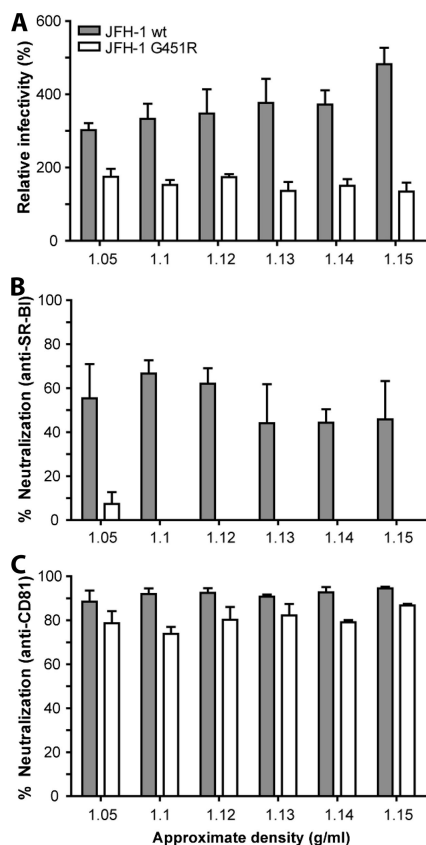 A
JFH-1 wt
JFH-1 G451R
Relative infectivity (%)
600
400
200
0
1.05 1.1 1.12 1.13 1.14 1.15
B
% Neutralization (anti-SR-BI)
100
80
60
40
20
0
1.05 1.1 1.12 1.13 1.14 1.15
C
% Neutralization (anti-CD81)
100
80
60
40
20
0
1.05 1.1 1.12 1.13 1.14 1.15
Approximate density (g/ml)